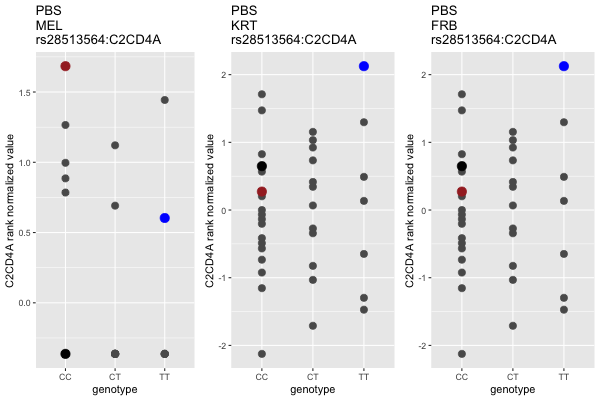 PBS
MEL
rs28513564:C2CD4A
C2CD4A rank normalized value
1.5
1.0
0.5
0.0
CC CT TT
genotype
PBS
KRT
rs28513564:C2CD4A
C2CD4A rank normalized value
2
1
0
-1
-2
CC CT TT
genotype
PBS
FRB
rs28513564:C2CD4A
C2CD4A rank normalized value
2
1
0
-1
-2
CC CT TT
genotype